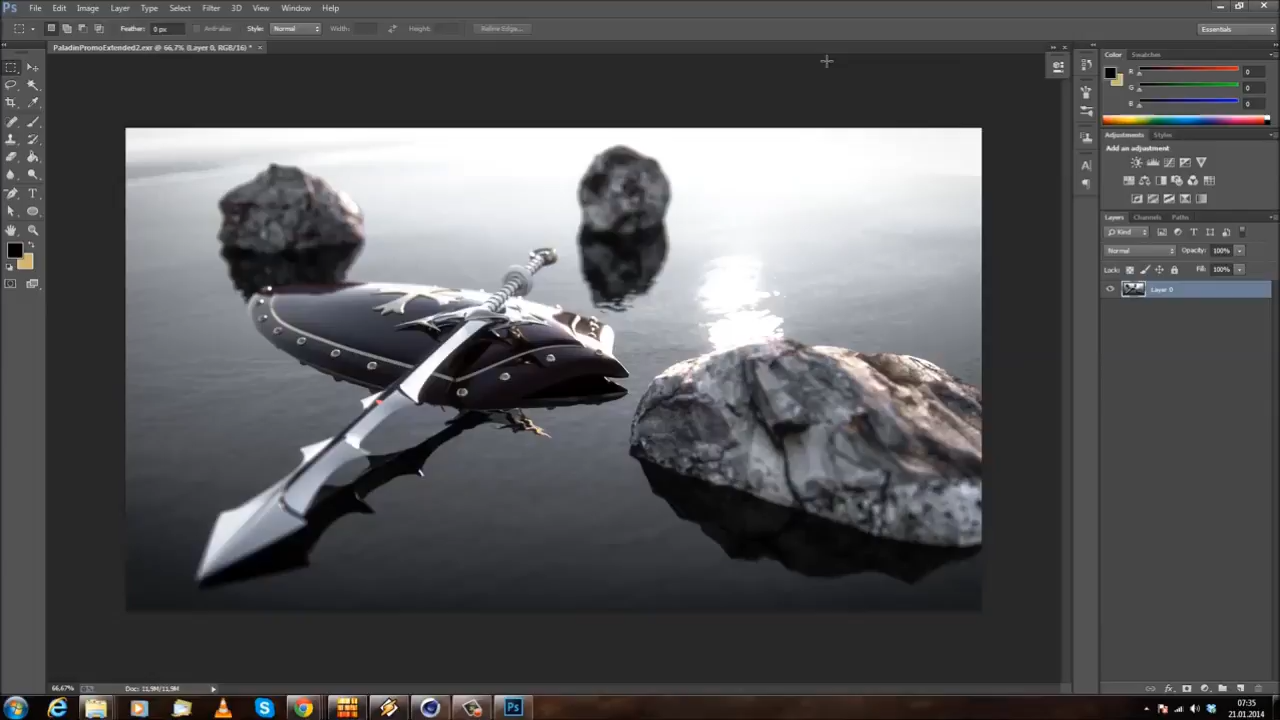 Ps File Edit Image Layer Type Select Filter 3D View Window Help
Feather: 0 px Anti-alias Style: Normal Width: Height: Refine Edge... Essentials
PaladinPromoExtended2.exr @ 66,7% (Layer 0, RGB/16) * ×
Color Swatches
R 0
G 0
B 0
Adjustments Styles
Add an adjustment
Layers Channels Paths
Kind
Normal Opacity: 100%
Lock: Fill: 100%
Layer 0
66,67% Doc: 11,9M/11,9M
07:35
21.01.2014